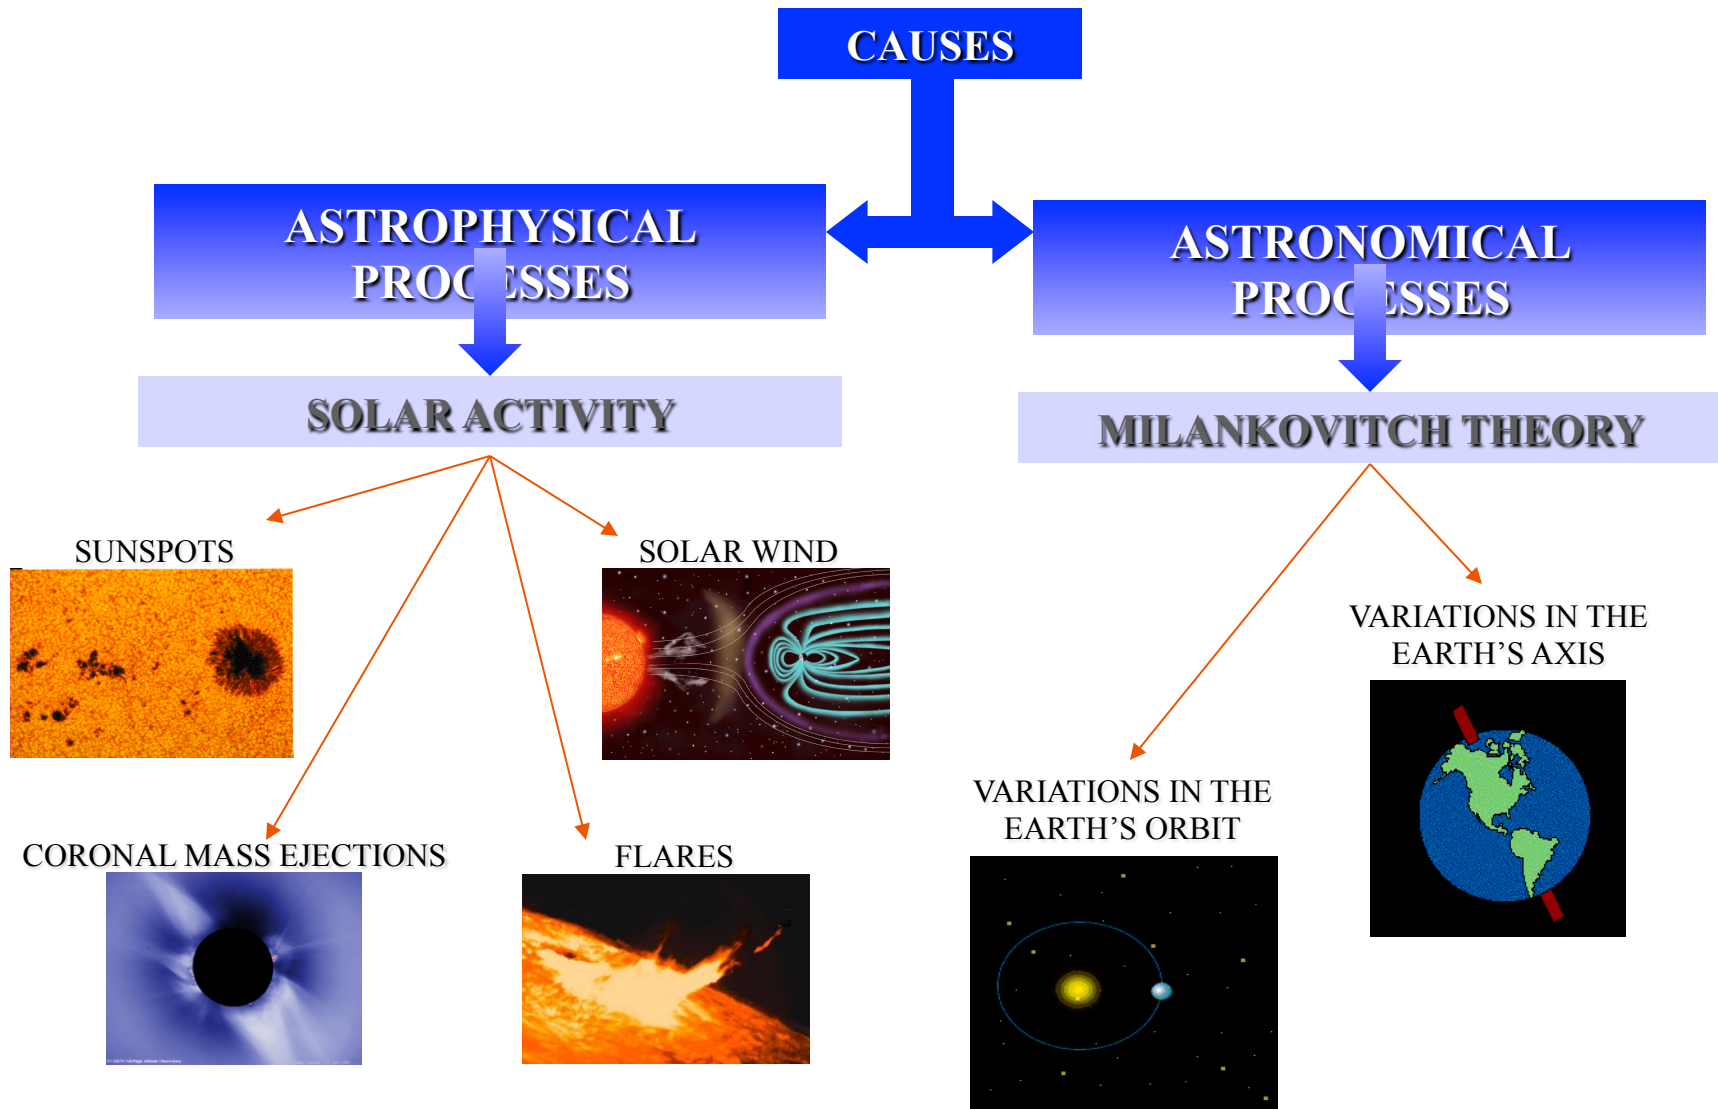 CAUSES
ASTROPHYSICAL
PROCESSES
ASTRONOMICAL
PROCESSES
SOLAR ACTIVITY
MILANKOVITCH THEORY
SUNSPOTS
SOLAR WIND
VARIATIONS IN THE
EARTH’S AXIS
VARIATIONS IN THE
EARTH’S ORBIT
CORONAL MASS EJECTIONS
FLARES